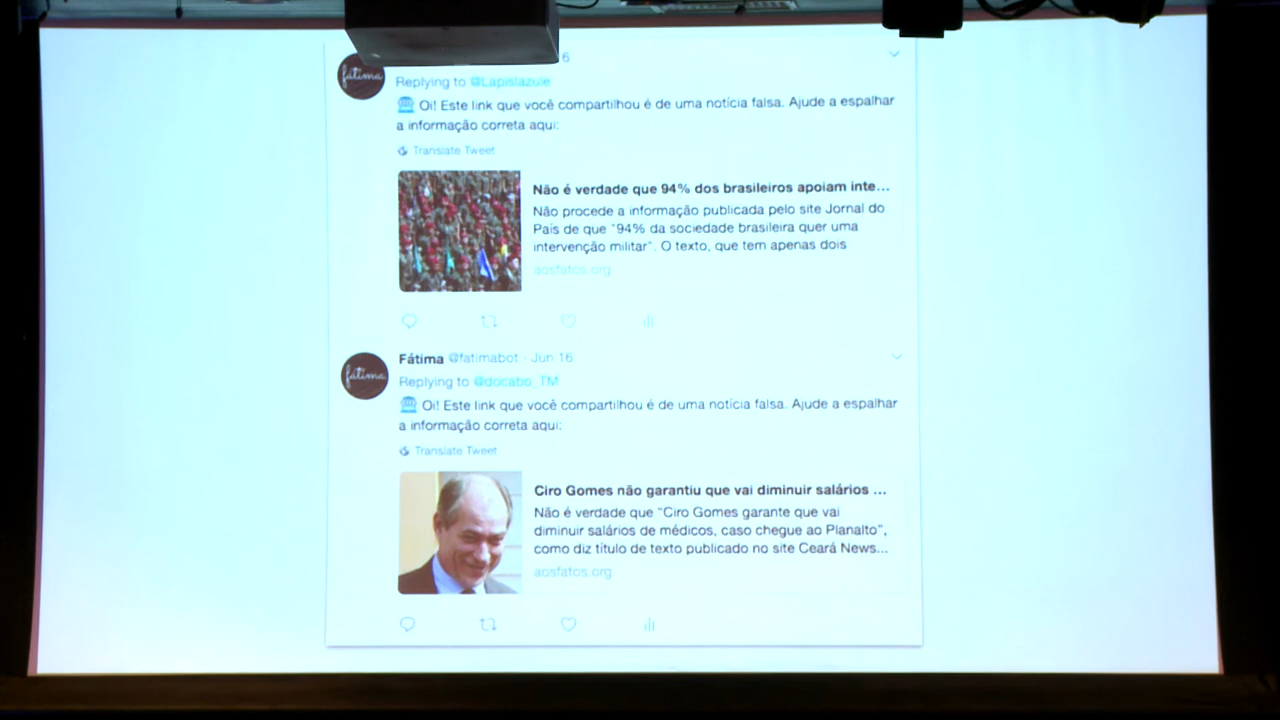 fátima
6
Replying to @Lapislazule
Oi! Este link que você compartilhou é de uma notícia falsa. Ajude a espalhar
a informação correta aqui:
Translate Tweet
Não é verdade que 94% dos brasileiros apoiam inte...
Não procede a informação publicada pelo site Jornal do
País de que "94% da sociedade brasileira quer uma
intervenção militar". O texto, que tem apenas dois
aosfatos.org
fátima
Fátima @fatimabot · Jun 16
Replying to @docabo_TM
Oi! Este link que você compartilhou é de uma notícia falsa. Ajude a espalhar
a informação correta aqui:
Translate Tweet
Ciro Gomes não garantiu que vai diminuir salários ...
Não é verdade que "Ciro Gomes garante que vai
diminuir salários de médicos, caso chegue ao Planalto",
como diz título de texto publicado no site Ceará News...
aosfatos.org